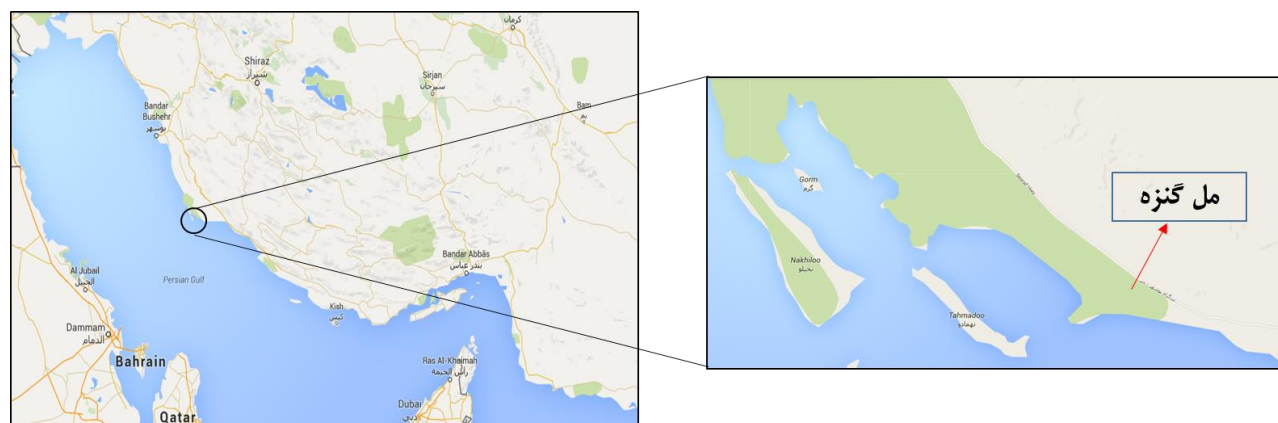 کرمان
Shiraz
شیراز
Sirjan
سیرجان
Bam
بم
Bandar
Bushehr
بوشهر
Bandar Abbās
بندر عباس
Al Jubail
الجبيل
Persian Gulf
Kish
کیش
Dammam
الدمام
Bahrain
Ras Al-Khaimah
رأس الخيمة
Dubai
دبي
Qatar
Gorm
گرم
مل گنزه
Nakhiloo
نخیلو
Tahmadoo
تهمادو